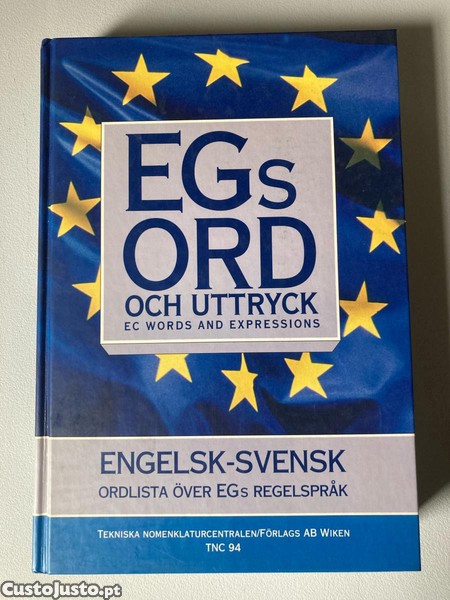 EGs
ORD
OCH UTTRYCK
EC WORDS AND EXPRESSIONS
ENGELSK-SVENSK
ORDLISTA ÖVER EGS REGELSPRÅK
TEKNISKA NOMENKLATURCENTRALEN/FÖRLAGS AB WIKEN
TNC 94
CustoJusto.pt